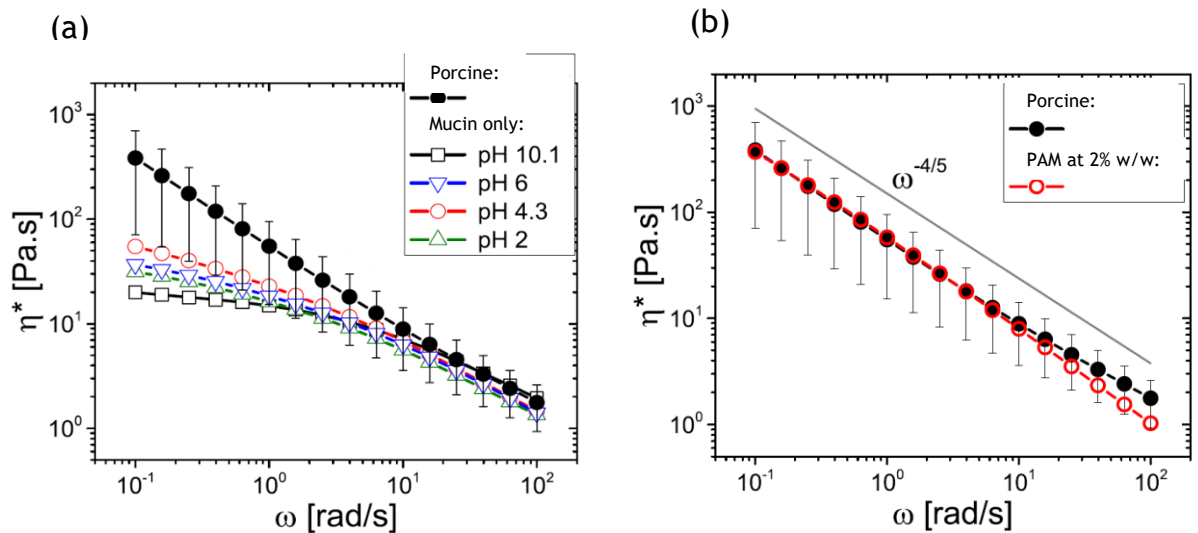 (a)
Porcine:
Mucin only:
pH 10.1
pH 6
pH 4.3
pH 2
η* [Pa.s]
10³
10²
10¹
10⁰
10⁻¹ 10⁰ 10¹ 10²
ω [rad/s]
(b)
Porcine:
PAM at 2% w/w:
ω⁻⁴/⁵
η* [Pa.s]
10³
10²
10¹
10⁰
10⁻¹ 10⁰ 10¹ 10²
ω [rad/s]